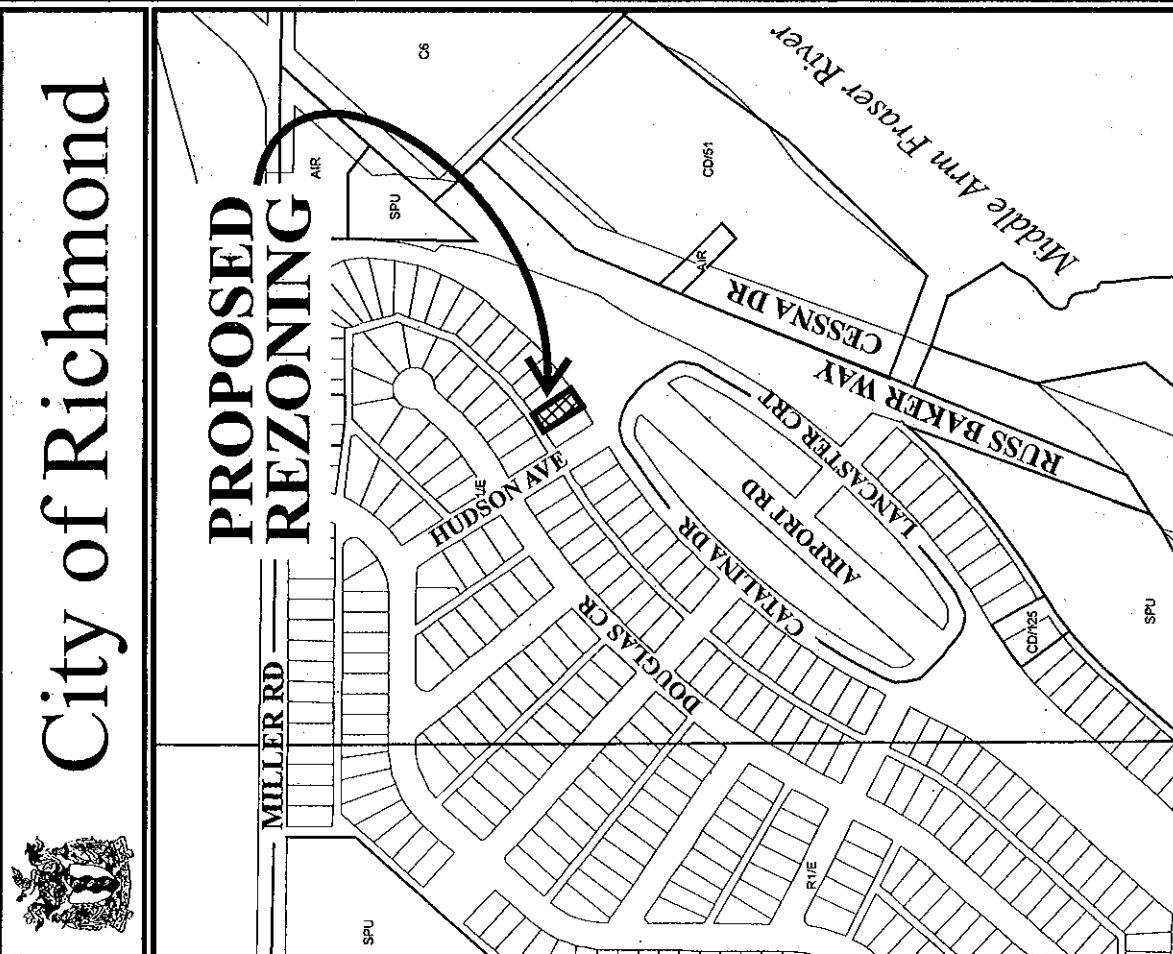 City of Richmond
PROPOSED
REZONING
C6
AIR
SPU
CD/51
AIR
Middle Arm Fraser River
CESSNA DR
RUSS BAKER WAY
HUDSON AVE
LANCASTER CRT
AIRPORT RD
CATALINA DR
DOUGLAS CR
MILLER RD
CD/125
SPU
R1/E
SPU